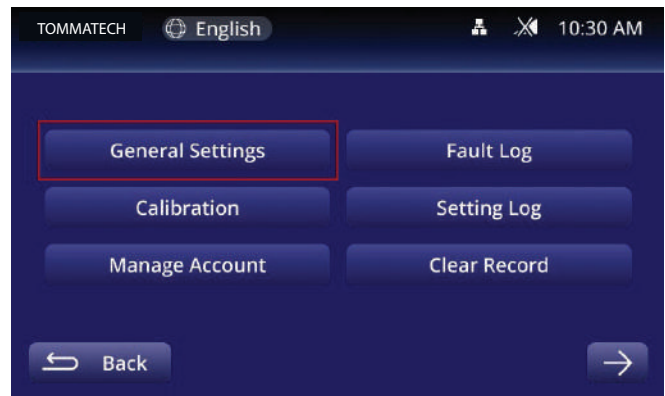 TOMMATECH English 10:30 AM
General Settings Fault Log
Calibration Setting Log
Manage Account Clear Record
Back